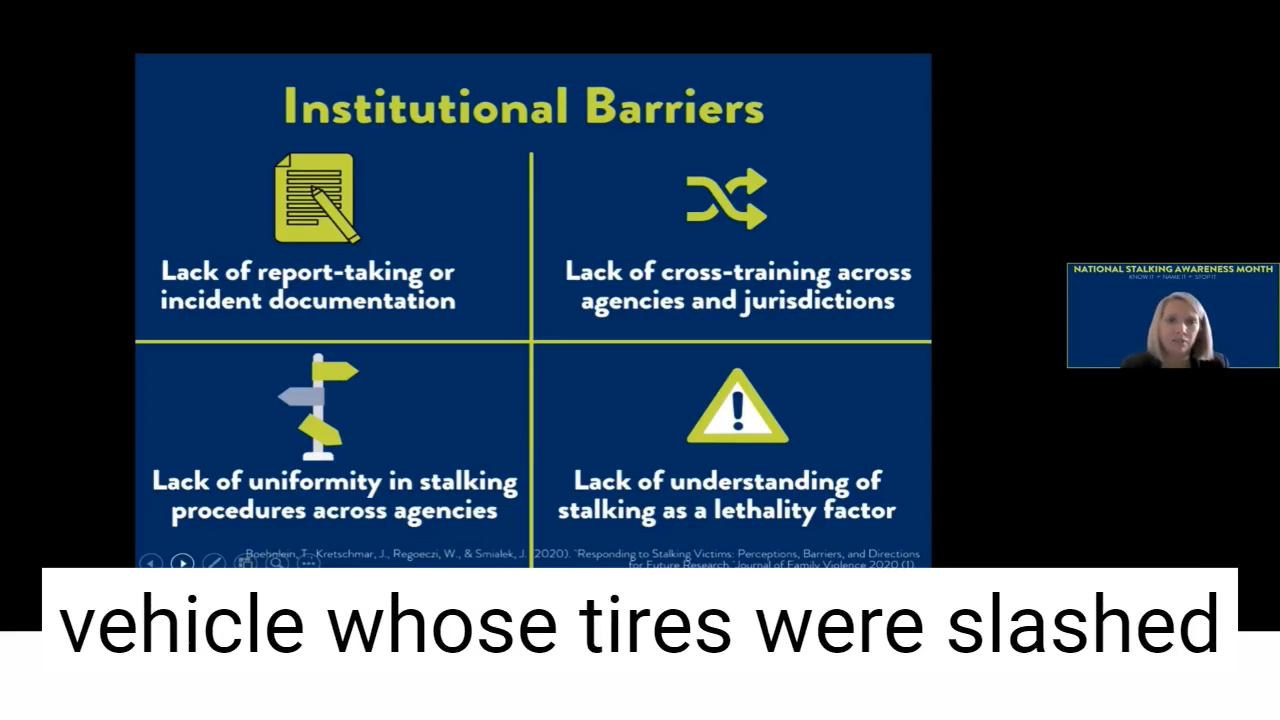 Institutional Barriers
Lack of report-taking or
incident documentation
Lack of cross-training across
agencies and jurisdictions
Lack of uniformity in stalking
procedures across agencies
Lack of understanding of
stalking as a lethality factor
Boehnlein, T., Kretschmar, J., Regoeczi, W., & Smialek, J. (2020). "Responding to Stalking Victims: Perceptions, Barriers, and Directions
for Future Research." Journal of Family Violence 2020 (1).
NATIONAL STALKING AWARENESS MONTH
KNOW IT - NAME IT - STOP IT
vehicle whose tires were slashed